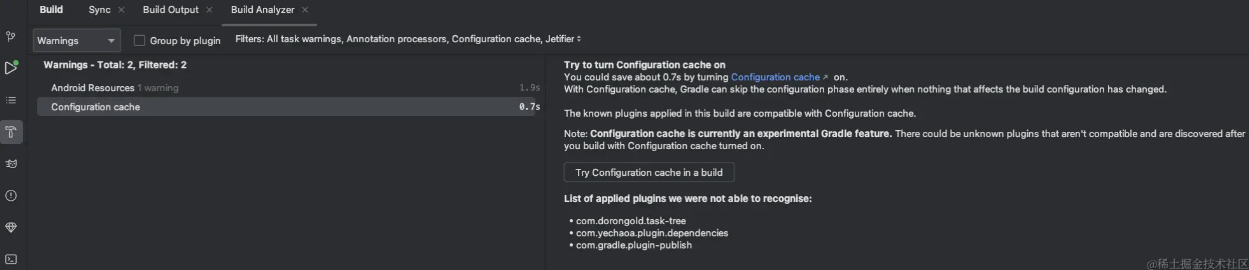 Build Sync × Build Output × Build Analyzer ×
Warnings Group by plugin Filters: All task warnings, Annotation processors, Configuration cache, Jetifier
Warnings - Total: 2, Filtered: 2
Android Resources 1 warning 1.9s
Configuration cache 0.7s
Try to turn Configuration cache on
You could save about 0.7s by turning Configuration cache↗ on.
With Configuration cache, Gradle can skip the configuration phase entirely when nothing that affects the build configuration has changed.
The known plugins applied in this build are compatible with Configuration cache.
Note: Configuration cache is currently an experimental Gradle feature. There could be unknown plugins that aren't compatible and are discovered after
you build with Configuration cache turned on.
Try Configuration cache in a build
List of applied plugins we were not able to recognise:
• com.dorongold.task-tree
• com.yechaoa.plugin.dependencies
• com.gradle.plugin-publish
@稀土掘金技术社区